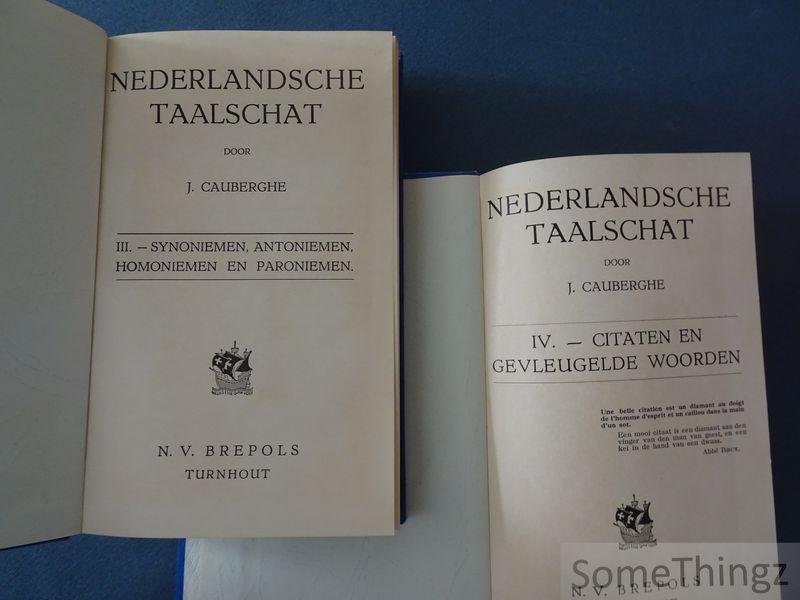 NEDERLANDSCHE
TAALSCHAT
DOOR
J. CAUBERGHE
III. — SYNONIEMEN, ANTONIEMEN,
HOMONIEMEN EN PARONIEMEN.
N. V. BREPOLS
TURNHOUT
NEDERLANDSCHE
TAALSCHAT
DOOR
J. CAUBERGHE
IV. — CITATEN EN
GEVLEUGELDE WOORDEN
Une belle citation est un diamant au doigt
de l'homme d'esprit et un caillou dans la main
d'un sot.
Een mooi citaat is een diamant aan den
vinger van den man van geest, en een
kei in de hand van een dwaas.
Abbé
N. V. BREPOLS
SomeThingz